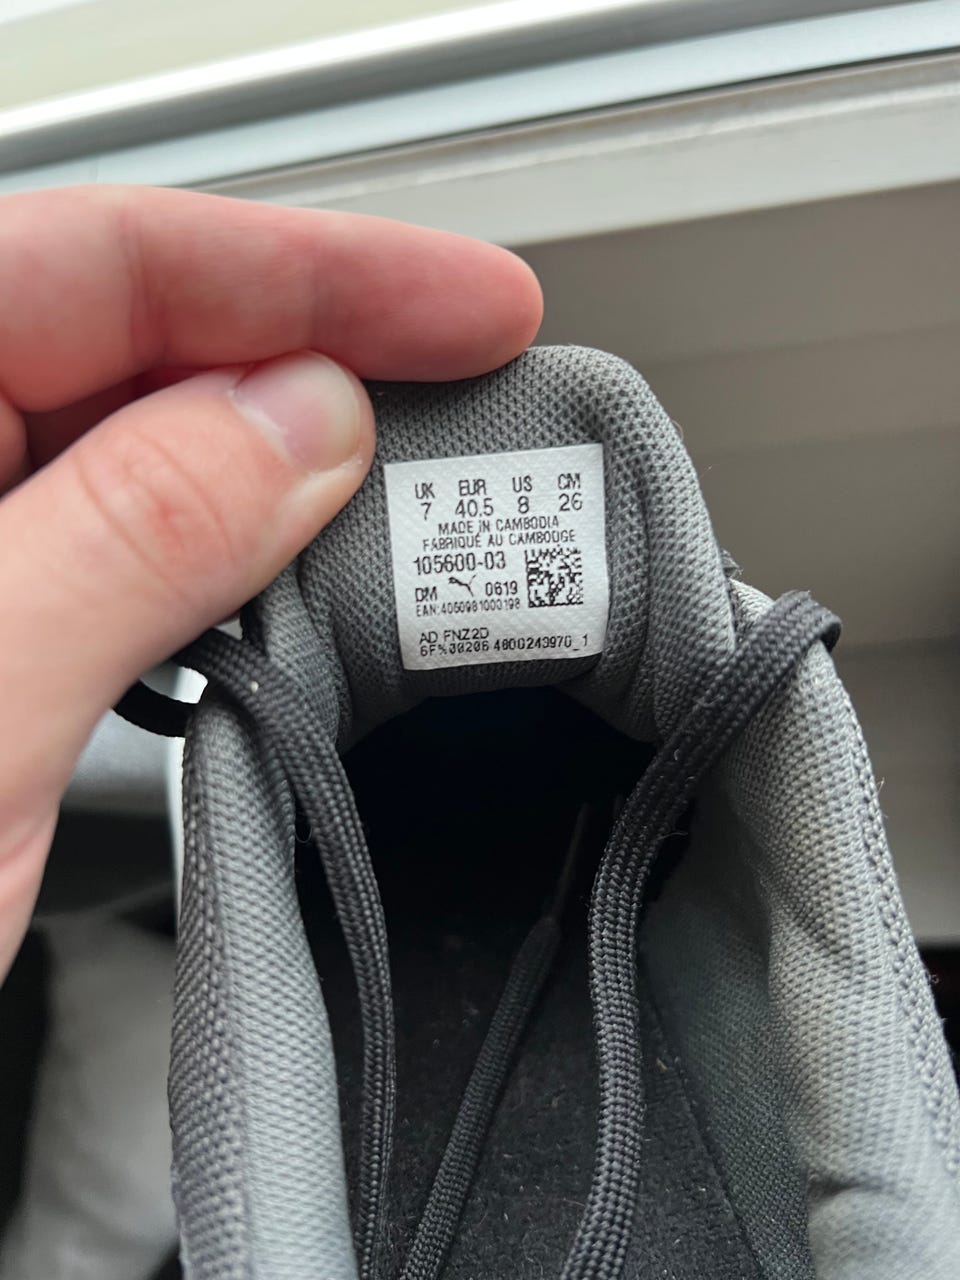 UK EUR US CM
7 40.5 8 26
MADE IN CAMBODIA
FABRIQUÉ AU CAMBODGE
105600-03
DM 0619
AD FNZ2D